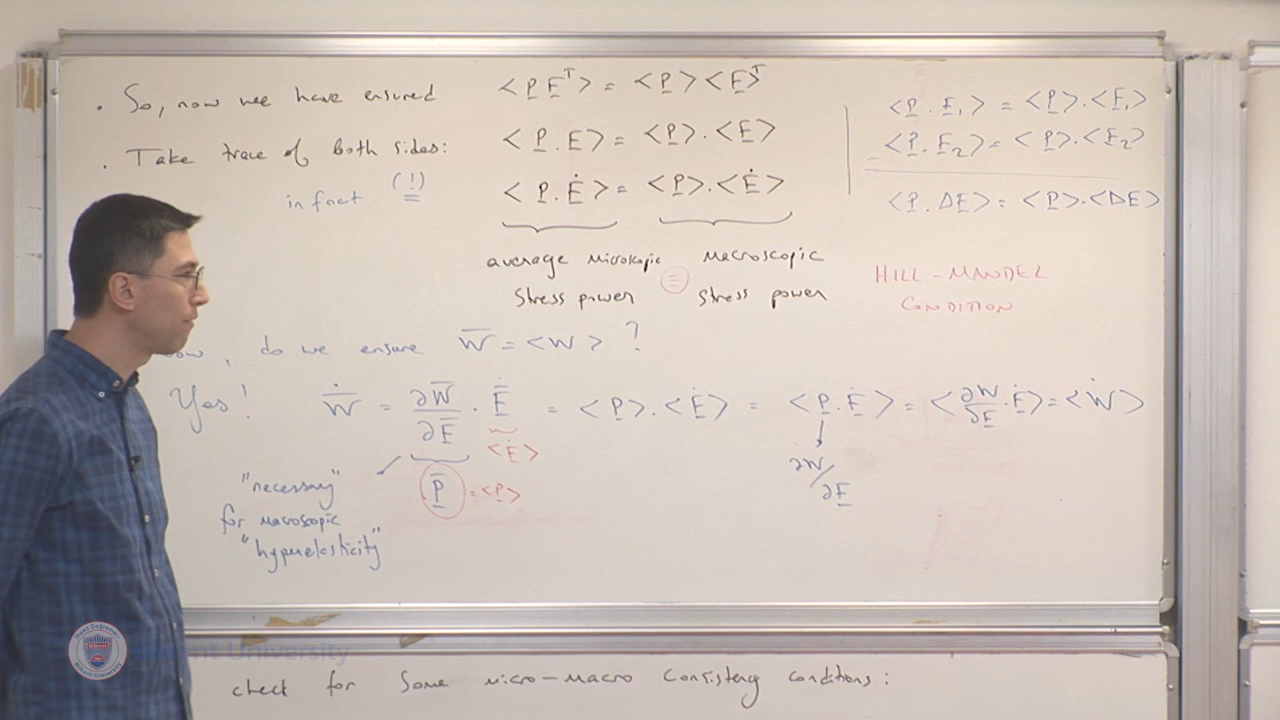 • So, now we have ensured <P F^T> = <P><F>^T
• Take trace of both sides: <P · F> = <P> · <F>
in fact (!) <P · Ḟ> = <P> · <Ḟ>
average microscopic stress power ≡ macroscopic stress power
<P · F₁> = <P> · <F₁>
<P · F₂> = <P> · <F₂>
<P · ΔF> = <P> · <ΔF>
HILL-MANDEL
CONDITION
, do we ensure W̄ = <W> ?
Yes! W̄̇ = ∂W̄/∂F̄ · F̄̇ = <P> · <Ḟ> = <P · Ḟ> = <∂W/∂F · Ḟ> = <Ẇ>
<Ḟ>
∂W/∂F
P̄ = <P>
"necessary"
for macroscopic
"hyperelasticity"
University
check for some micro-macro consisteny conditions: